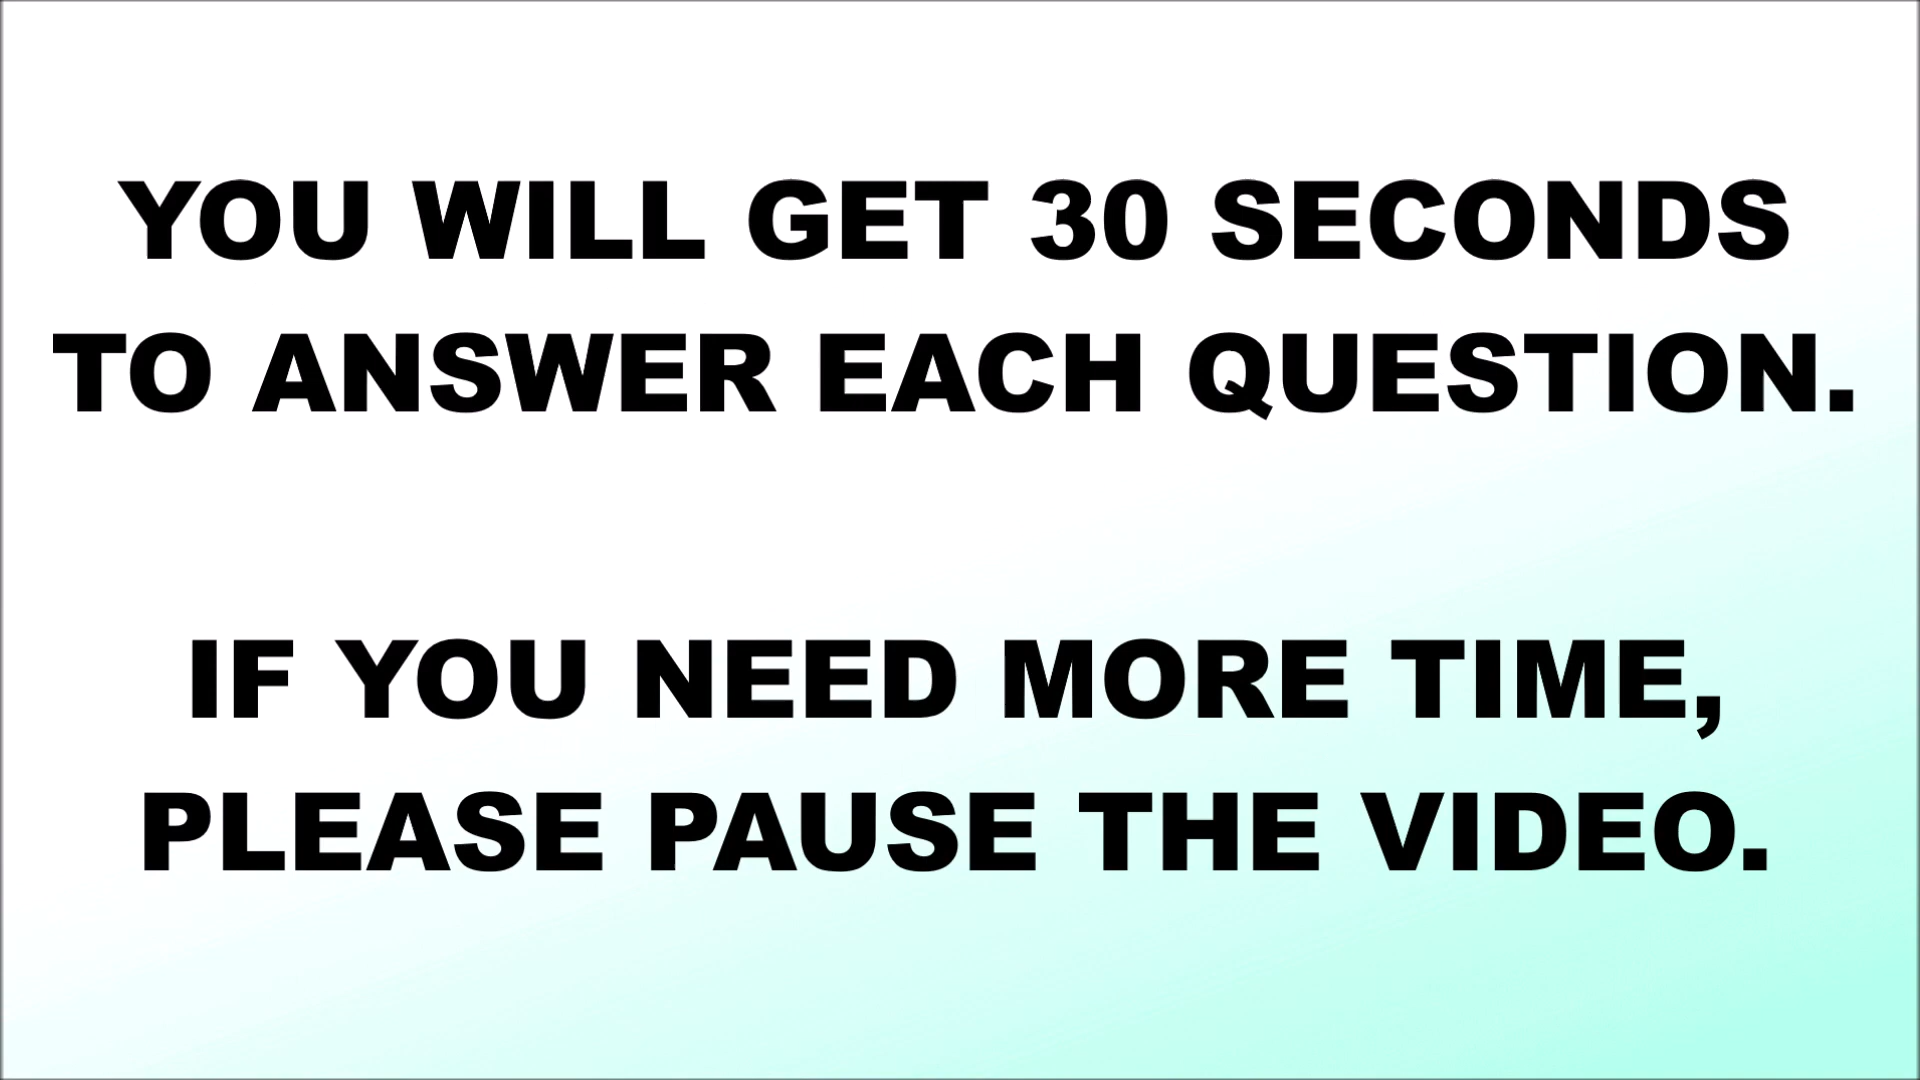 YOU WILL GET 30 SECONDS
TO ANSWER EACH QUESTION.
IF YOU NEED MORE TIME,
PLEASE PAUSE THE VIDEO.